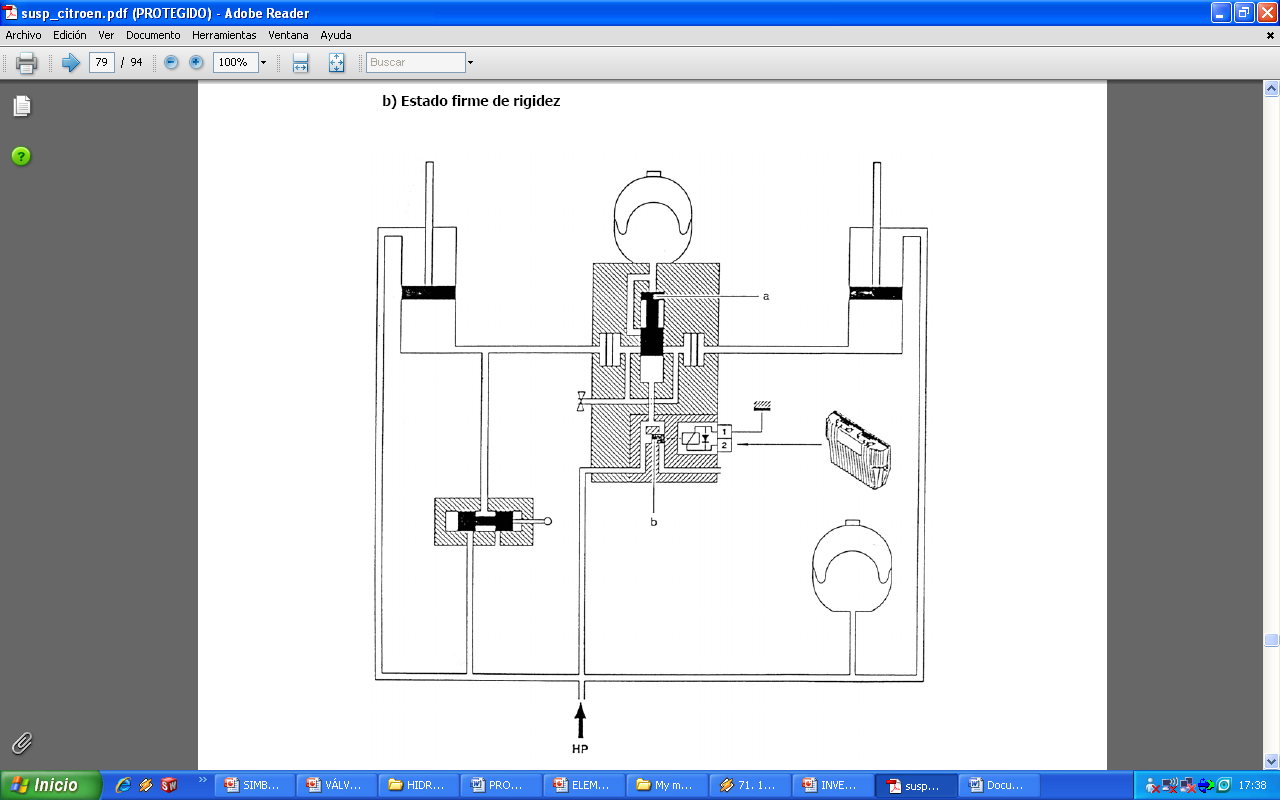 susp_citroen.pdf (PROTEGIDO) - Adobe Reader
Archivo Edición Ver Documento Herramientas Ventana Ayuda
79 / 94 100% Buscar
b) Estado firme de rigidez
a
1
2
b
HP
Inicio SIMB... VÁLV... HIDR... PRO... ELEM... My m... 71. 1... INVE... susp... Docu... 17:38